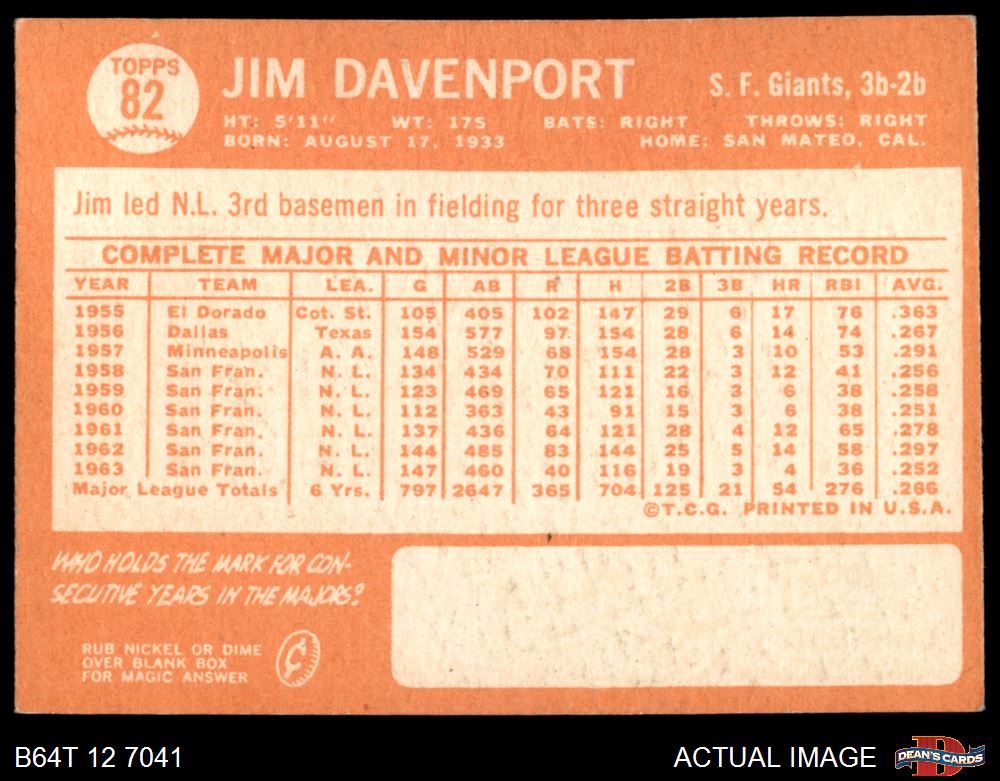 TOPPS
82
JIM DAVENPORT
S. F. Giants, 3b-2b
HT: 5'11" WT: 175 BATS: RIGHT THROWS: RIGHT
BORN: AUGUST 17, 1933 HOME: SAN MATEO, CAL.
Jim led N.L. 3rd basemen in fielding for three straight years.
COMPLETE MAJOR AND MINOR LEAGUE BATTING RECORD
YEAR TEAM LEA. G AB R H 2B 3B HR RBI AVG.
1955 El Dorado Cot. St. 105 405 102 147 29 6 17 76 .363
1956 Dallas Texas 154 577 97 154 28 6 14 74 .267
1957 Minneapolis A. A. 148 529 68 154 28 3 10 53 .291
1958 San Fran. N. L. 134 434 70 111 22 3 12 41 .256
1959 San Fran. N. L. 123 469 65 121 16 3 6 38 .258
1960 San Fran. N. L. 112 363 43 91 15 3 6 38 .251
1961 San Fran. N. L. 137 436 64 121 28 4 12 65 .278
1962 San Fran. N. L. 144 485 83 144 25 5 14 58 .297
1963 San Fran. N. L. 147 460 40 116 19 3 4 36 .252
Major League Totals 6 Yrs. 797 2647 365 704 125 21 54 276 .266
©T.C.G. PRINTED IN U.S.A.
WHO HOLDS THE MARK FOR CON-
SECUTIVE YEARS IN THE MAJORS?
RUB NICKEL OR DIME
OVER BLANK BOX
FOR MAGIC ANSWER
B64T 12 7041
ACTUAL IMAGE
DEAN'S CARDS